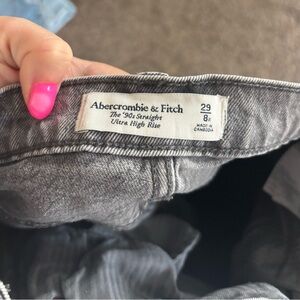 Abercrombie & Fitch
The '90s Straight
Ultra High Rise
29
8R
MADE IN
CAMBODIA